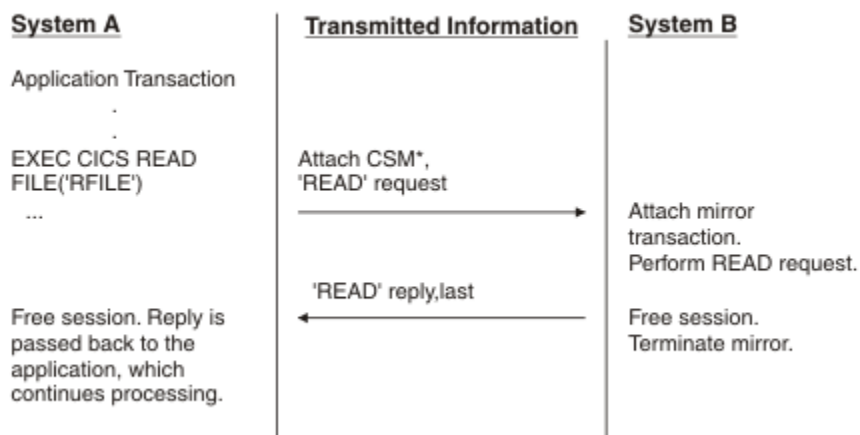 System A
Transmitted Information
System B
Application Transaction
.
.
EXEC CICS READ
FILE('RFILE')
...
Attach CSM*,
'READ' request
Attach mirror
transaction.
Perform READ request.
'READ' reply,last
Free session. Reply is
passed back to the
application, which
continues processing.
Free session.
Terminate mirror.